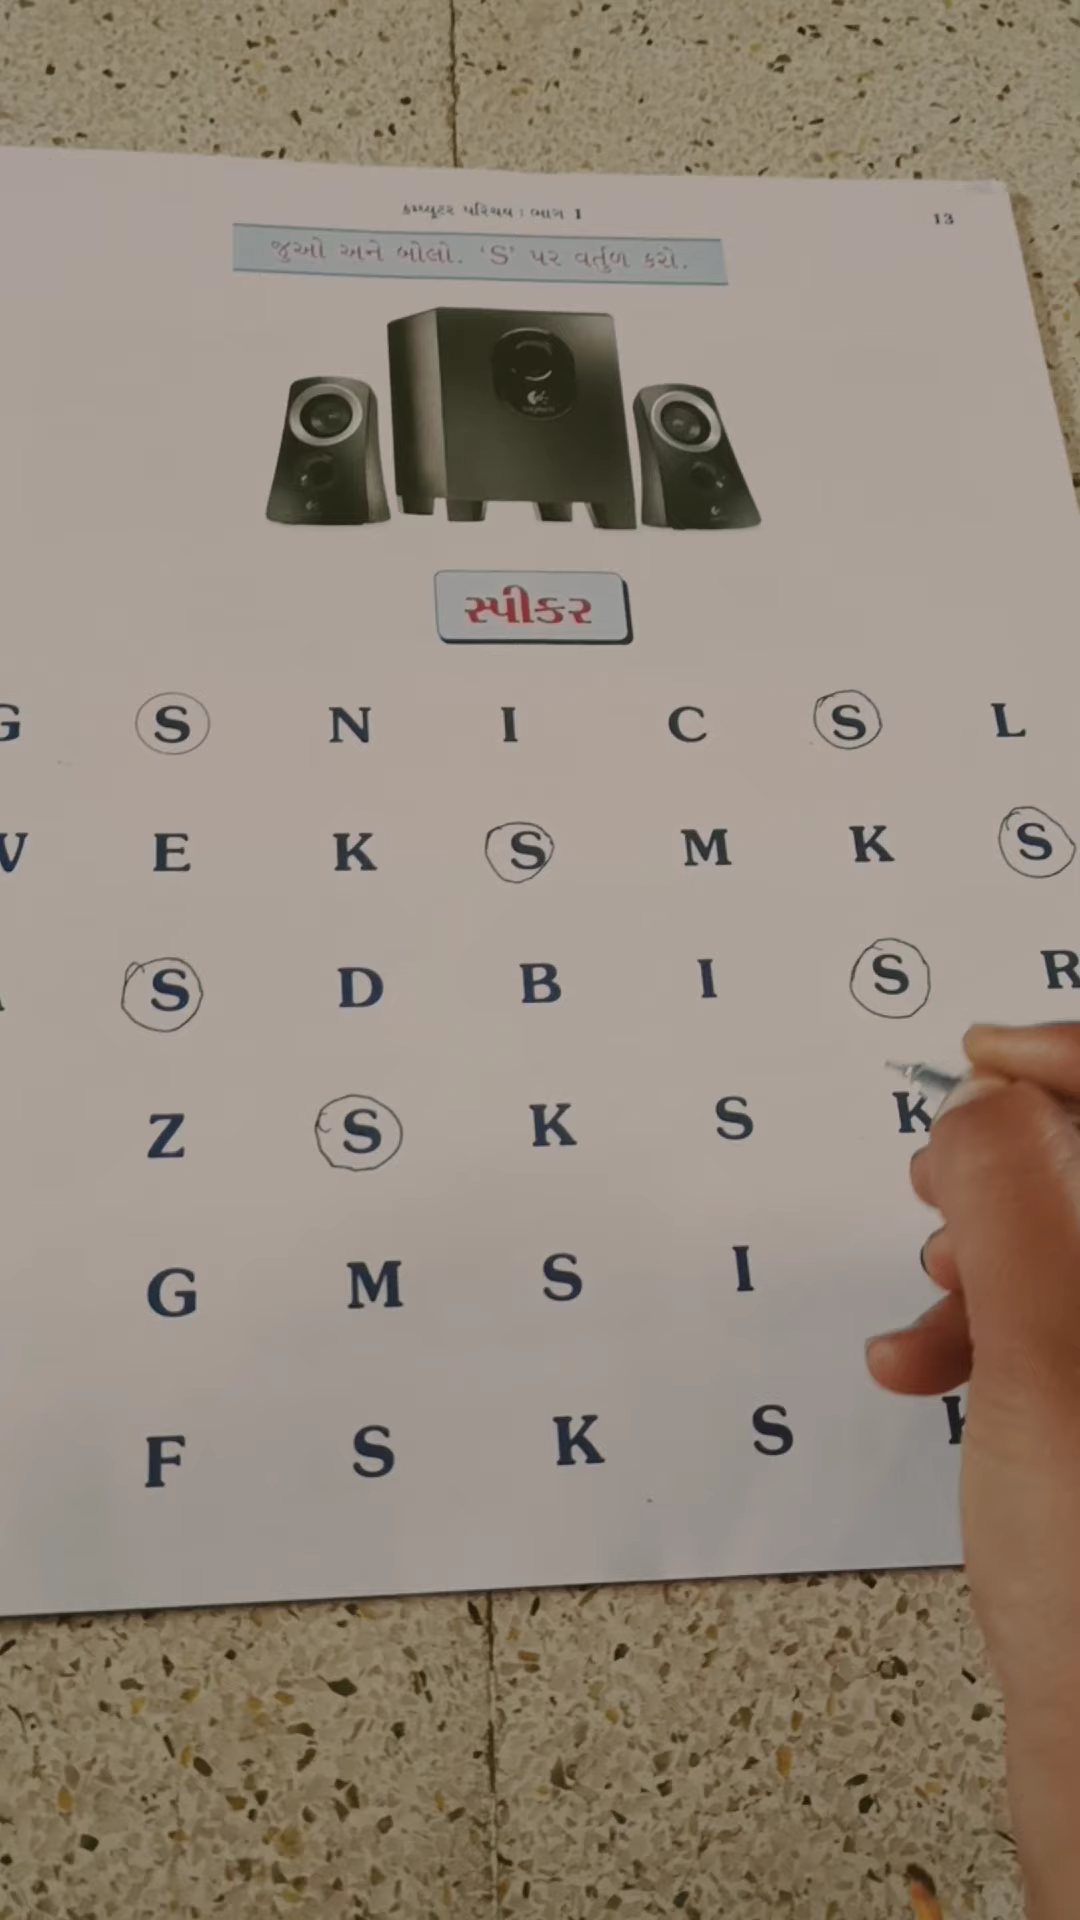 કમ્પ્યૂટર પરિચય : ભાગ 1 13
જુઓ અને બોલો. 'S' પર વર્તુળ કરો.
સ્પીકર
G S N I C S L
V E K S M K S
S D B I S R
Z S K S K
G M S I
F S K S